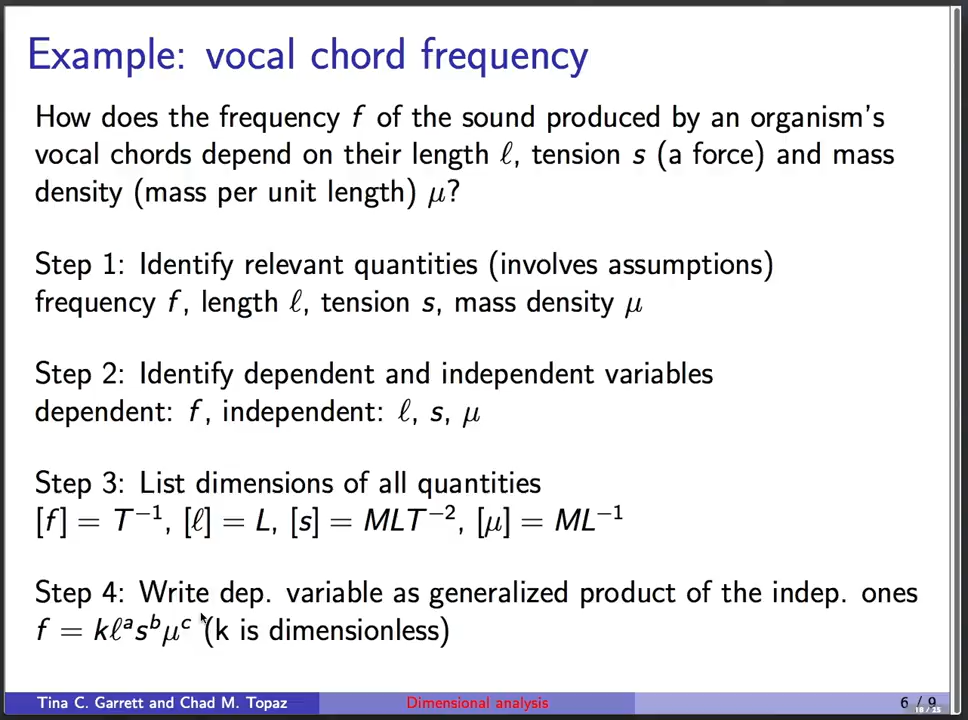 Example: vocal chord frequency
How does the frequency f of the sound produced by an organism's
vocal chords depend on their length ℓ, tension s (a force) and mass
density (mass per unit length) μ?
Step 1: Identify relevant quantities (involves assumptions)
frequency f, length ℓ, tension s, mass density μ
Step 2: Identify dependent and independent variables
dependent: f, independent: ℓ, s, μ
Step 3: List dimensions of all quantities
[f] = T⁻¹, [ℓ] = L, [s] = MLT⁻², [μ] = ML⁻¹
Step 4: Write dep. variable as generalized product of the indep. ones
f = kℓᵃsᵇμᶜ (k is dimensionless)
Tina C. Garrett and Chad M. Topaz Dimensional analysis 6 / 9
18 / 25